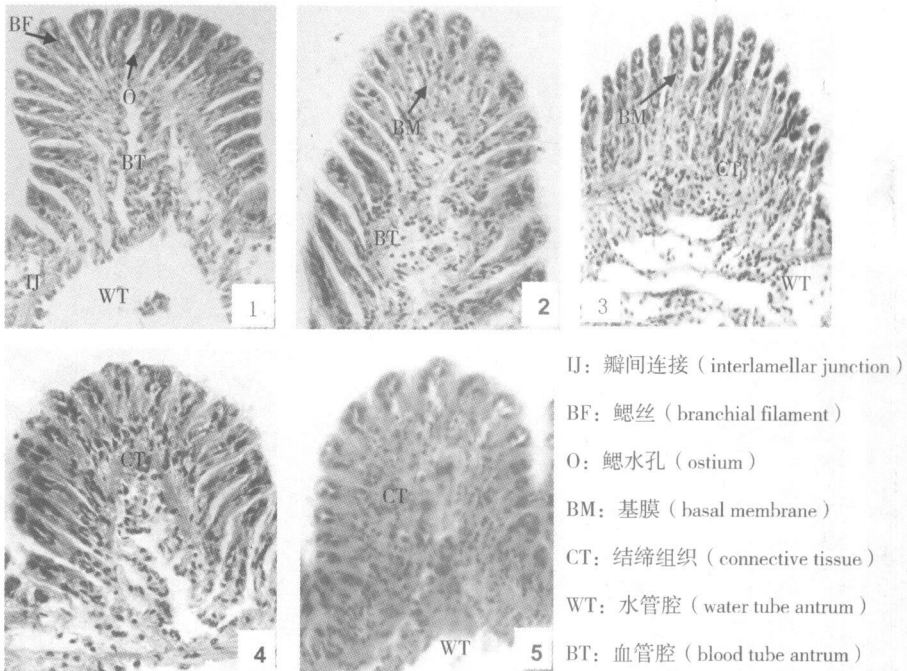 BF
O
BT
IJ
WT
1
BM
BT
2
BM
CT
WT
3
CT
4
CT
WT
5
IJ：瓣间连接（interlamellar junction）
BF：鳃丝（branchial filament）
O：鳃水孔（ostium）
BM：基膜（basal membrane）
CT：结缔组织（connective tissue）
WT：水管腔（water tube antrum）
BT：血管腔（blood tube antrum）